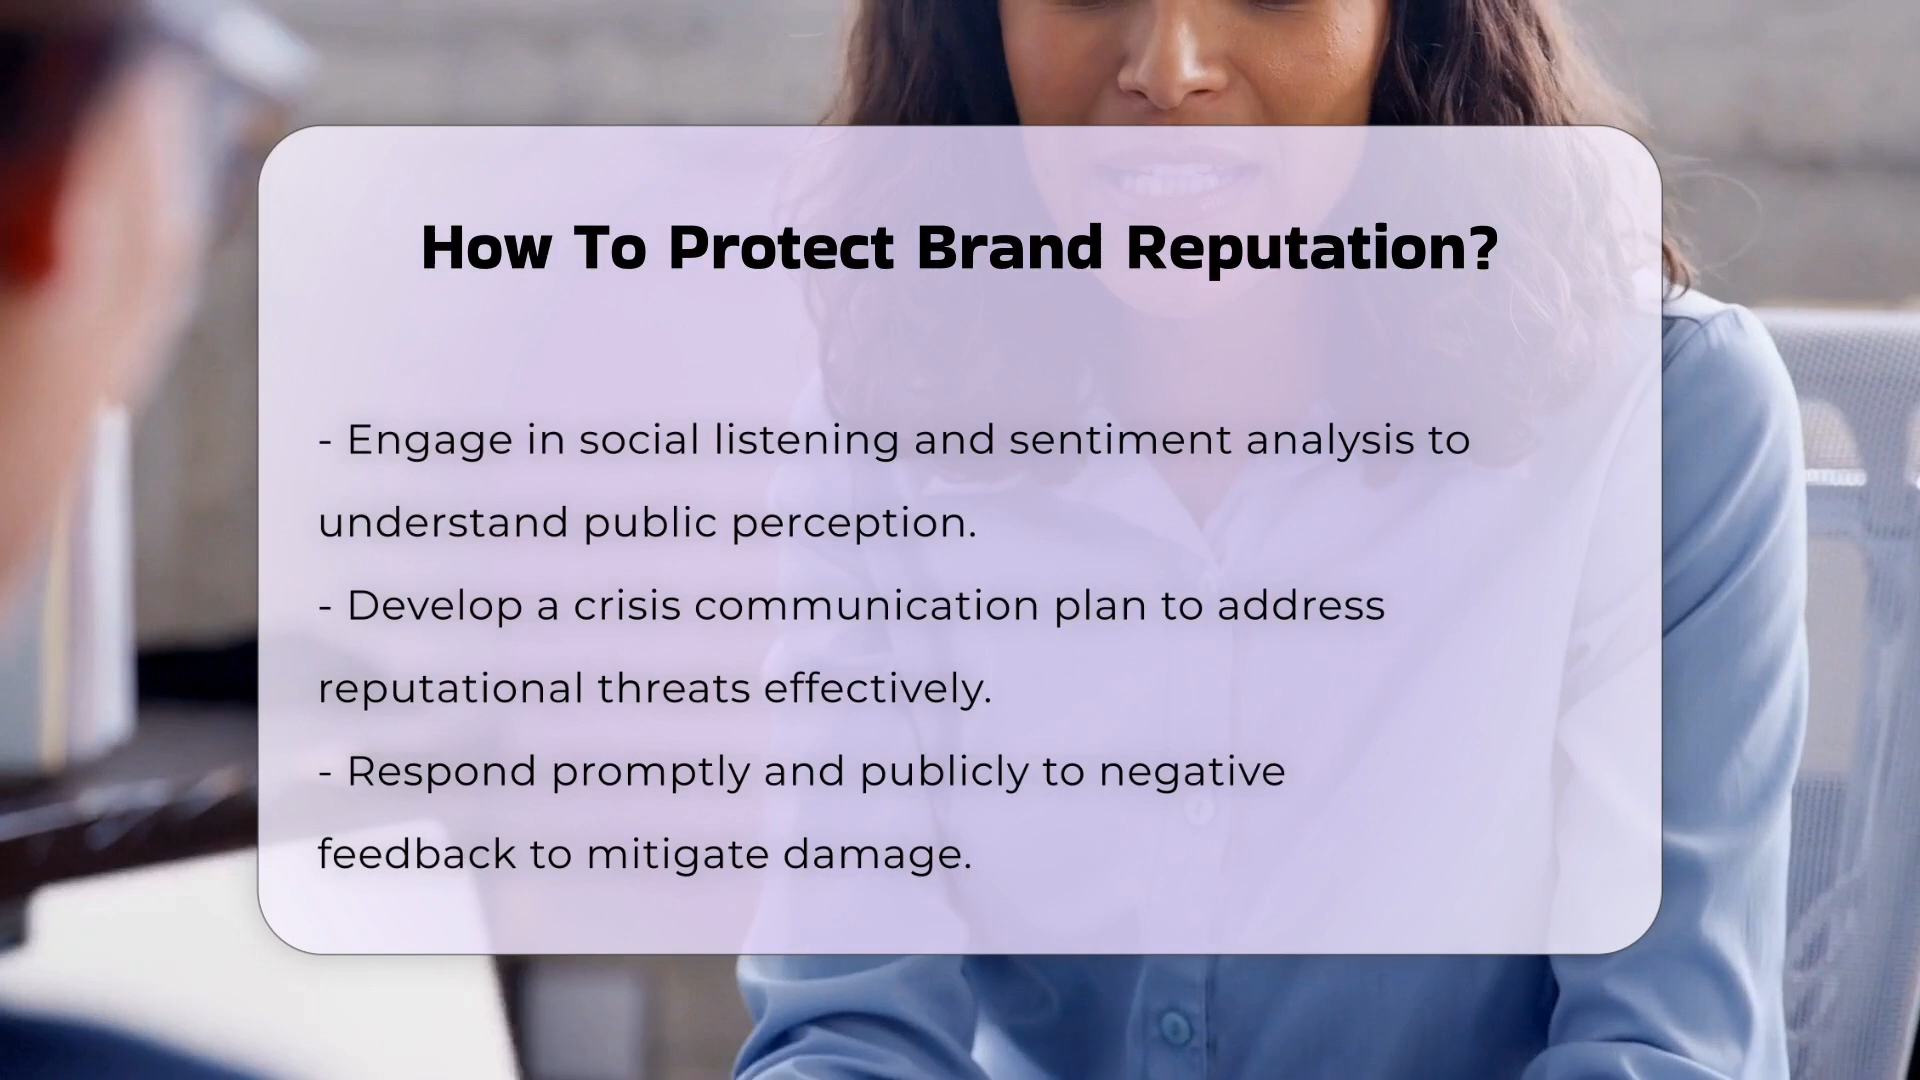 How To Protect Brand Reputation?
- Engage in social listening and sentiment analysis to
understand public perception.
- Develop a crisis communication plan to address
reputational threats effectively.
- Respond promptly and publicly to negative
feedback to mitigate damage.